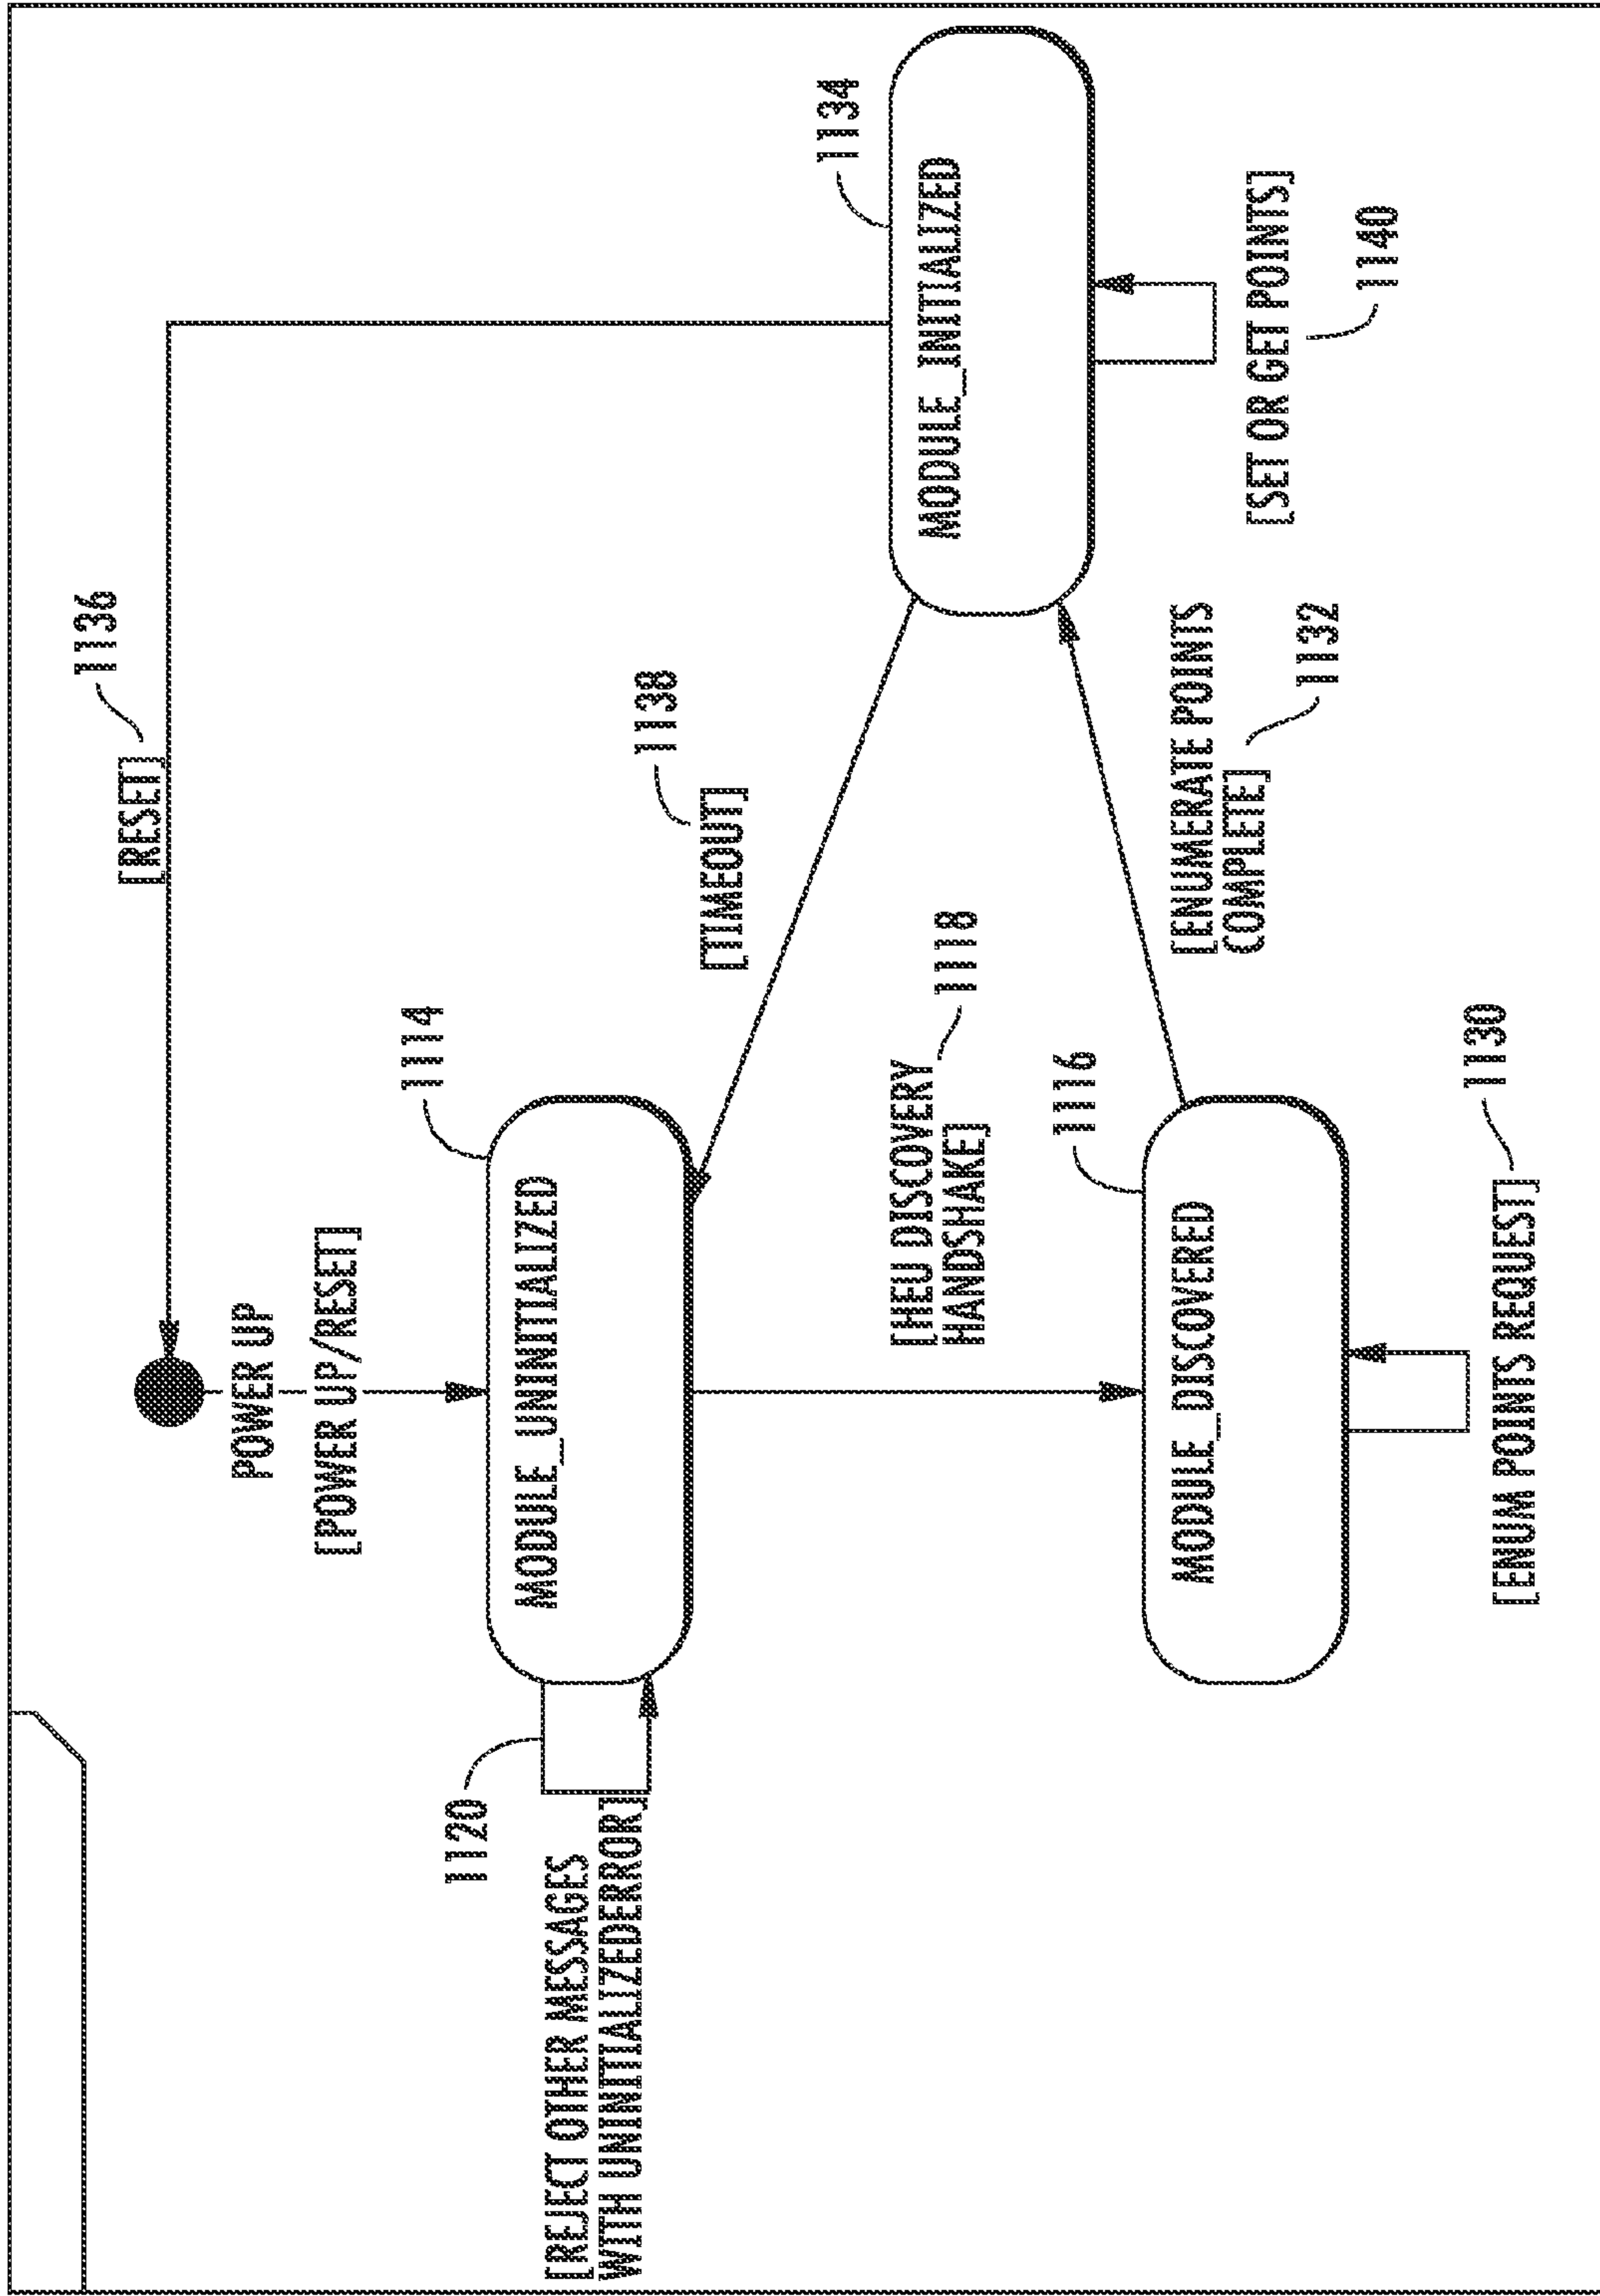 1136
[RESET]
POWER UP
[POWER UP/RESET]
1114
MODULE_UNINITIALIZED
1120
[REJECT OTHER MESSAGES
WITH UNINITIALIZEDERROR]
1138
[TIMEOUT]
1134
MODULE_INITIALIZED
[HEU DISCOVERY
HANDSHAKE]
1118
1116
MODULE_DISCOVERED
[ENUMERATE POINTS
COMPLETE]
1132
[SET OR GET POINTS]
1140
1130
[ENUM POINTS REQUEST]